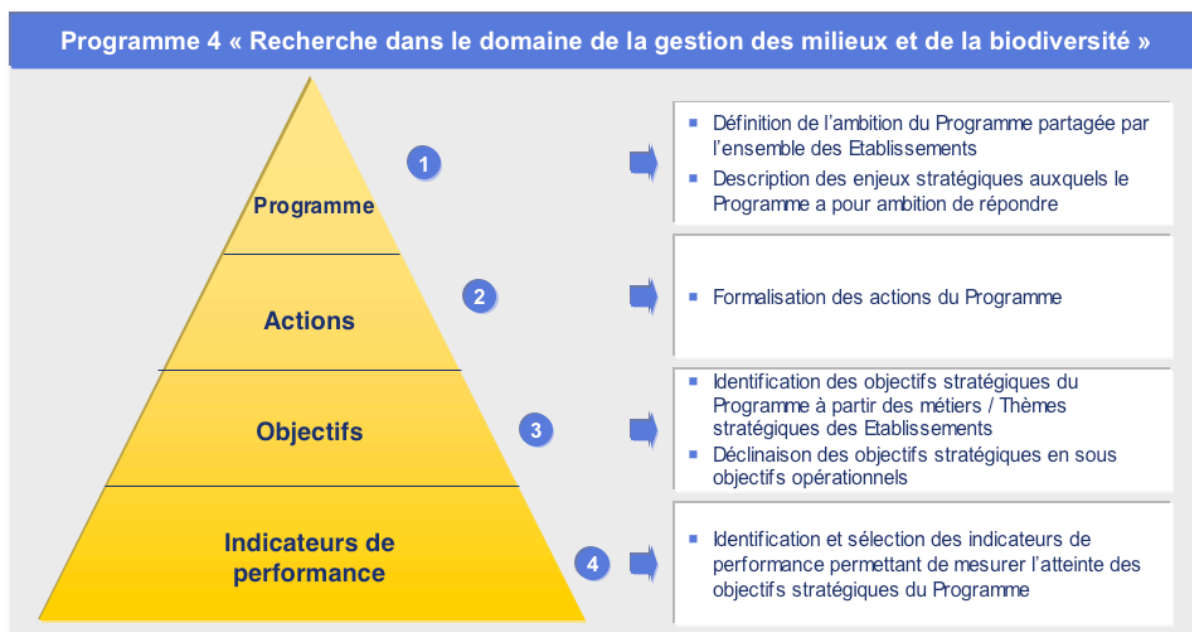 Programme 4 « Recherche dans le domaine de la gestion des milieux et de la biodiversité »
Programme
1
▪ Définition de l'ambition du Programme partagée par
l'ensemble des Etablissements
▪ Description des enjeux stratégiques auxquels le
Programme a pour ambition de répondre
Actions
2
▪ Formalisation des actions du Programme
Objectifs
3
▪ Identification des objectifs stratégiques du
Programme à partir des métiers / Thèmes
stratégiques des Etablissements
▪ Déclinaison des objectifs stratégiques en sous
objectifs opérationnels
Indicateurs de
performance
4
▪ Identification et sélection des indicateurs de
performance permettant de mesurer l'atteinte des
objectifs stratégiques du Programme